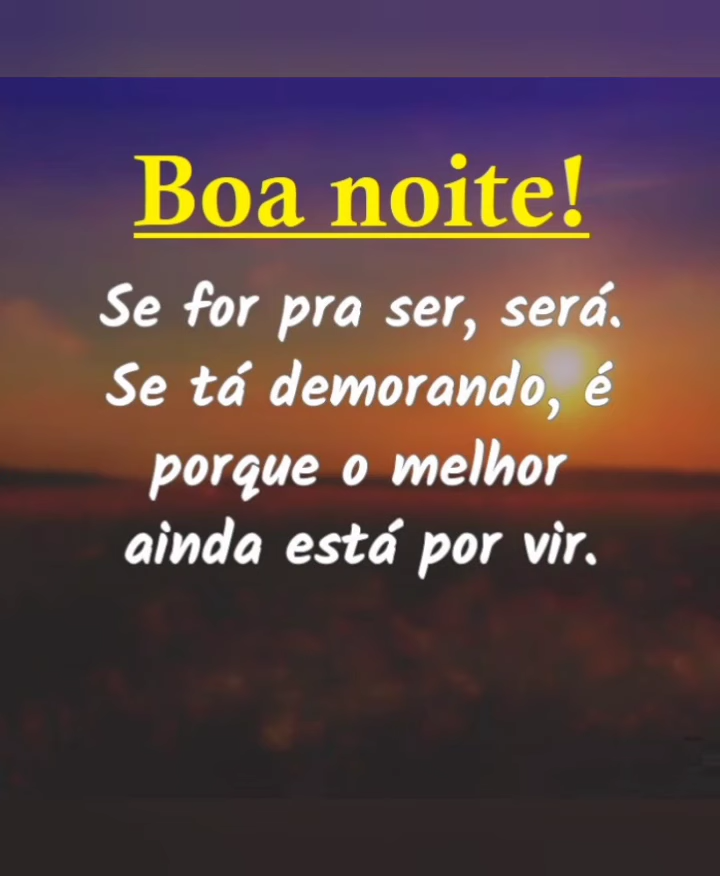 Boa noite!
Se for pra ser, será.
Se tá demorando, é
porque o melhor
ainda está por vir.